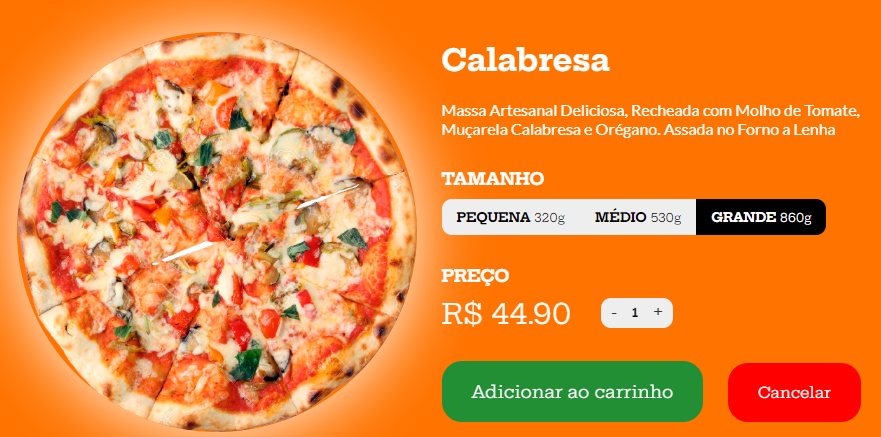 Calabresa
Massa Artesanal Deliciosa, Recheada com Molho de Tomate,
Muçarela Calabresa e Orégano. Assada no Forno a Lenha
TAMANHO
PEQUENA 320g MÉDIO 530g GRANDE 860g
PREÇO
R$ 44.90 - 1 +
Adicionar ao carrinho Cancelar